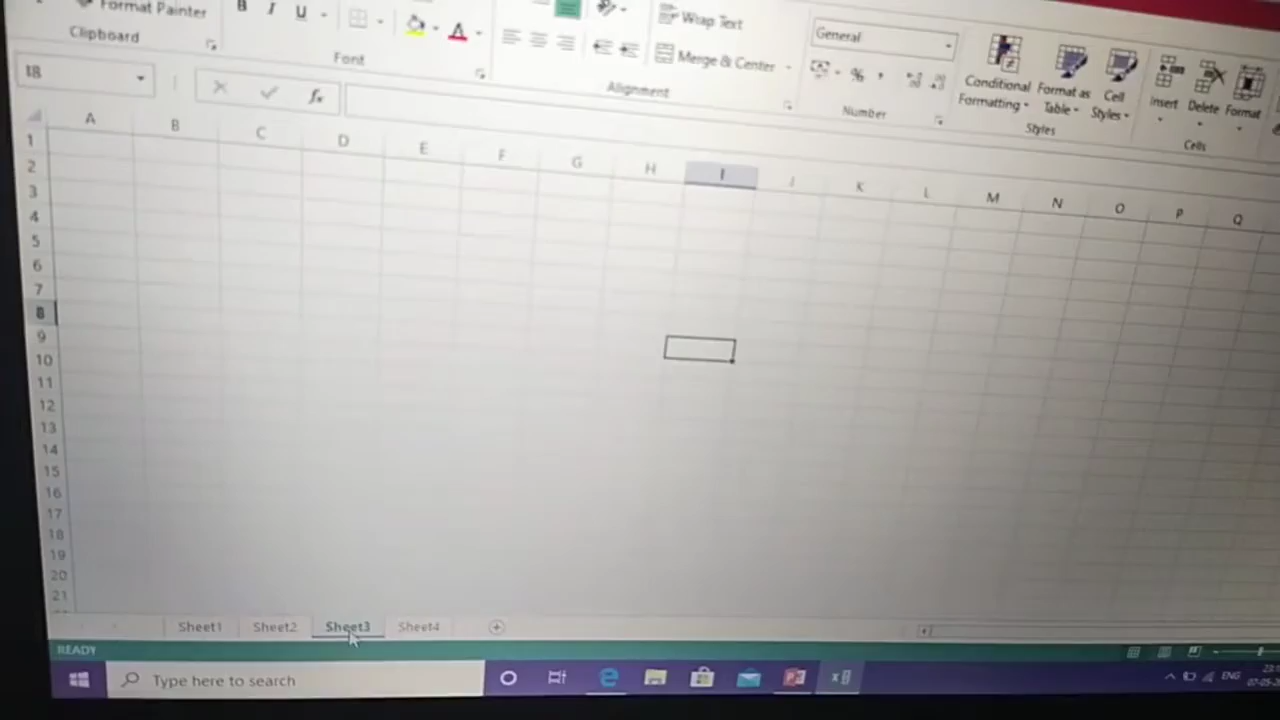 Format Painter
Clipboard
B I U
Font
Wrap Text
Merge & Center
Alignment
General
%
Number
Conditional Formatting
Format as Table
Cell Styles
Styles
Insert
Delete
Format
Cells
I8
fx
A B C D E F G H I J K L M N O P Q
1
2
3
4
5
6
7
8
9
10
11
12
13
14
15
16
17
18
19
20
21
Sheet1 Sheet2 Sheet3 Sheet4
READY
Type here to search
ENG